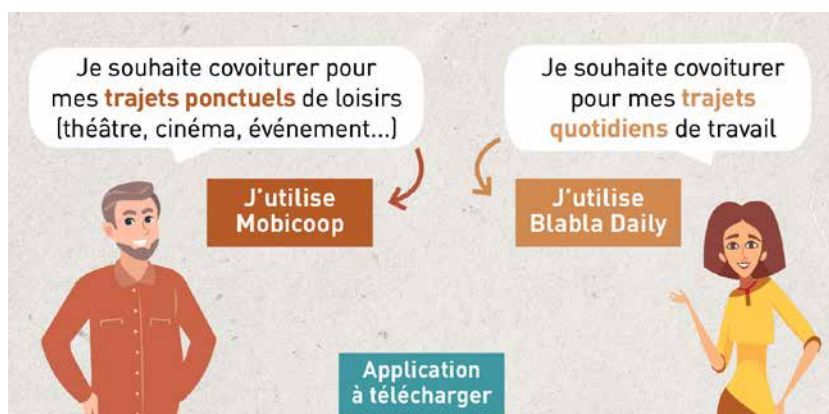 Je souhaite covoiturer pour
mes trajets ponctuels de loisirs
(théâtre, cinéma, événement...)
J'utilise
Mobicoop
Je souhaite covoiturer
pour mes trajets
quotidiens de travail
J'utilise
Blabla Daily
Application
à télécharger